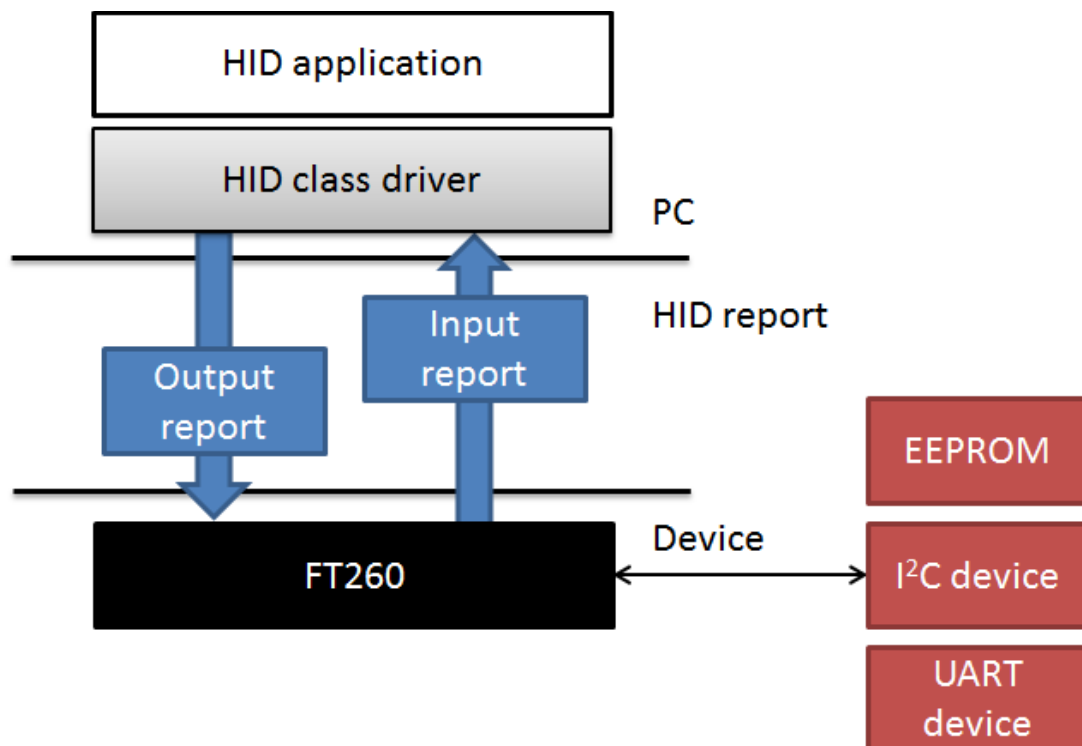 HID application
HID class driver
PC
HID report
Input
report
Output
report
EEPROM
Device
FT260
I²C device
UART
device